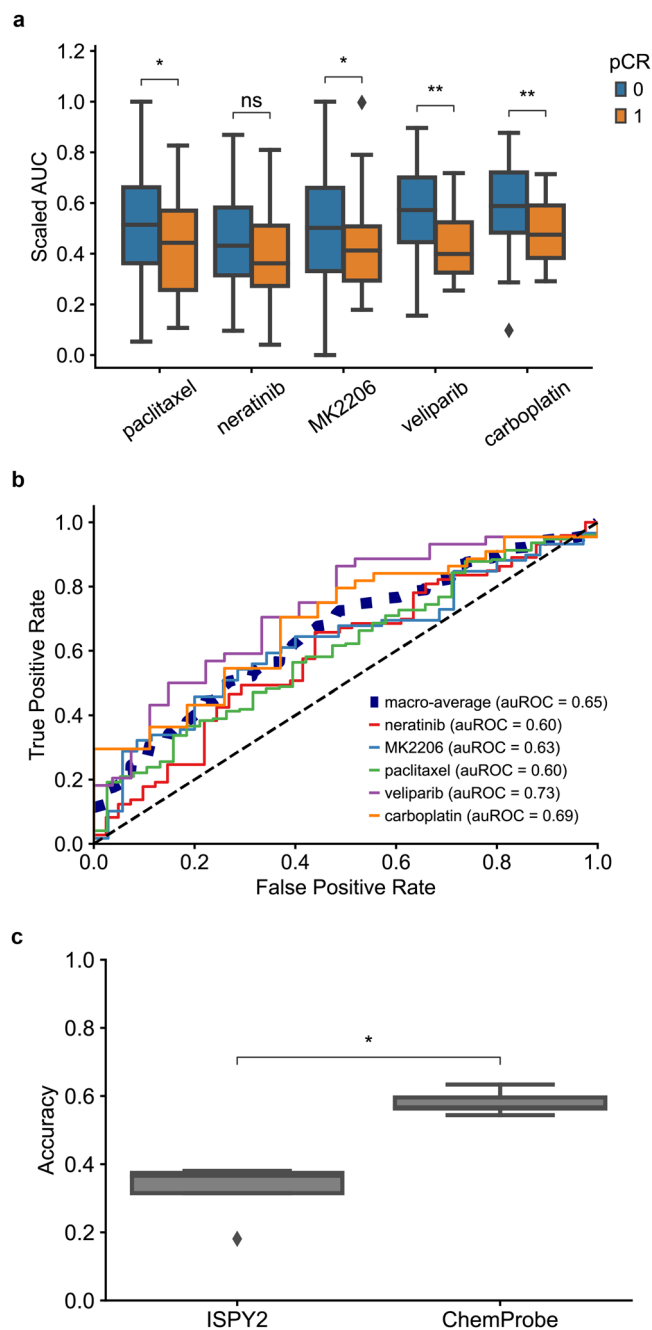 a
1.2
1.0
0.8
0.6
0.4
0.2
0.0
Scaled AUC
*
ns
*
**
**
pCR
0
1
paclitaxel
neratinib
MK2206
veliparib
carboplatin
b
1.0
0.8
0.6
0.4
0.2
0.0
True Positive Rate
macro-average (auROC = 0.65)
neratinib (auROC = 0.60)
MK2206 (auROC = 0.63)
paclitaxel (auROC = 0.60)
veliparib (auROC = 0.73)
carboplatin (auROC = 0.69)
0.0 0.2 0.4 0.6 0.8 1.0
False Positive Rate
c
1.0
0.8
0.6
0.4
0.2
0.0
Accuracy
*
ISPY2 ChemProbe